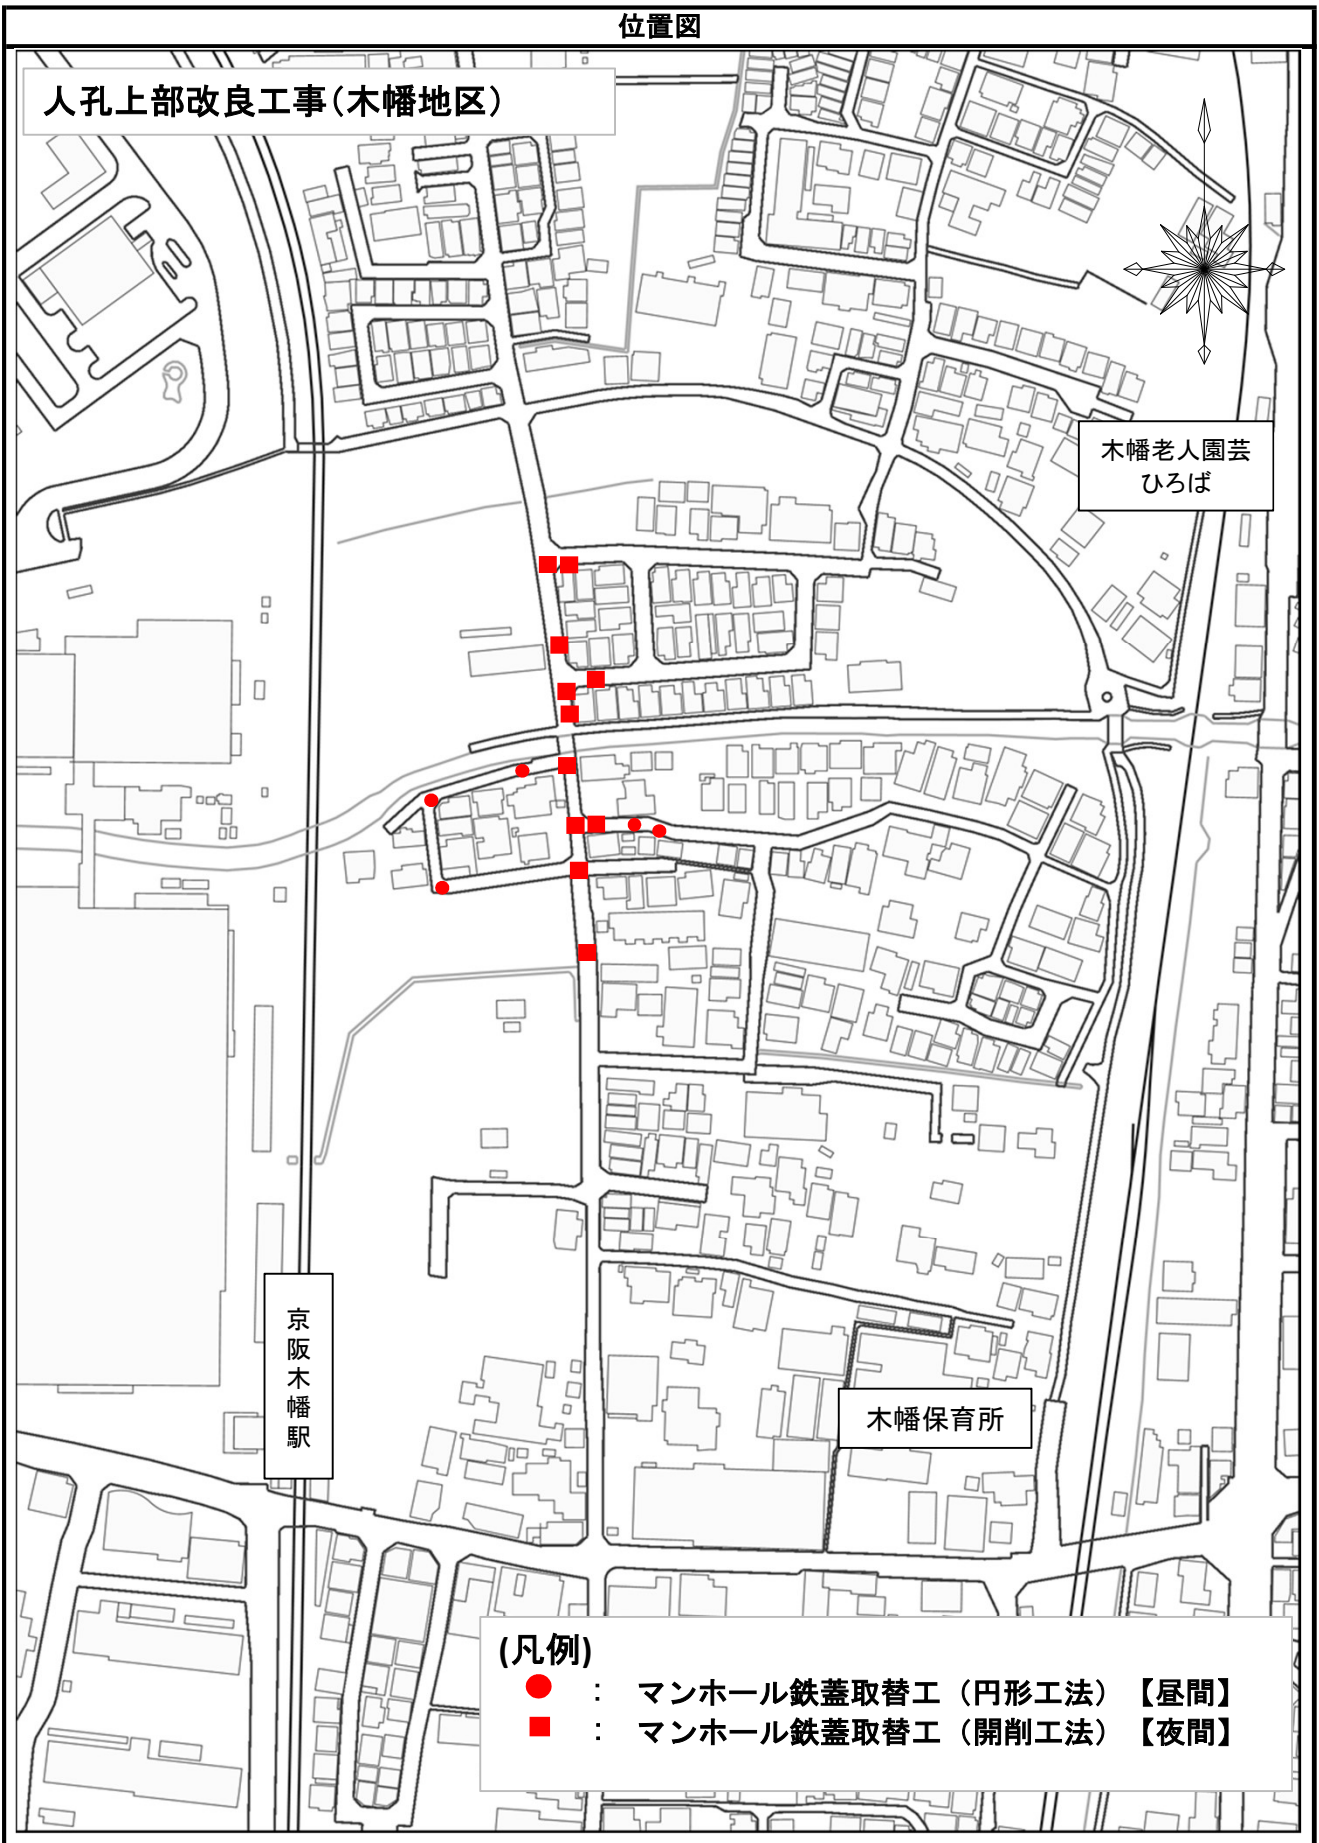 位置図
人孔上部改良工事(木幡地区)
木幡老人園芸
ひろば
京阪木幡駅
木幡保育所
(凡例)
： マンホール鉄蓋取替工（円形工法）【昼間】
： マンホール鉄蓋取替工（開削工法）【夜間】